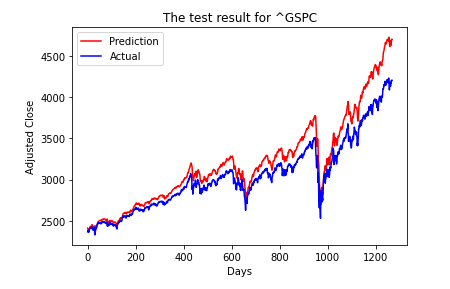 The test result for ^GSPC
Prediction
Actual
Adjusted Close
4500
4000
3500
3000
2500
0 200 400 600 800 1000 1200
Days